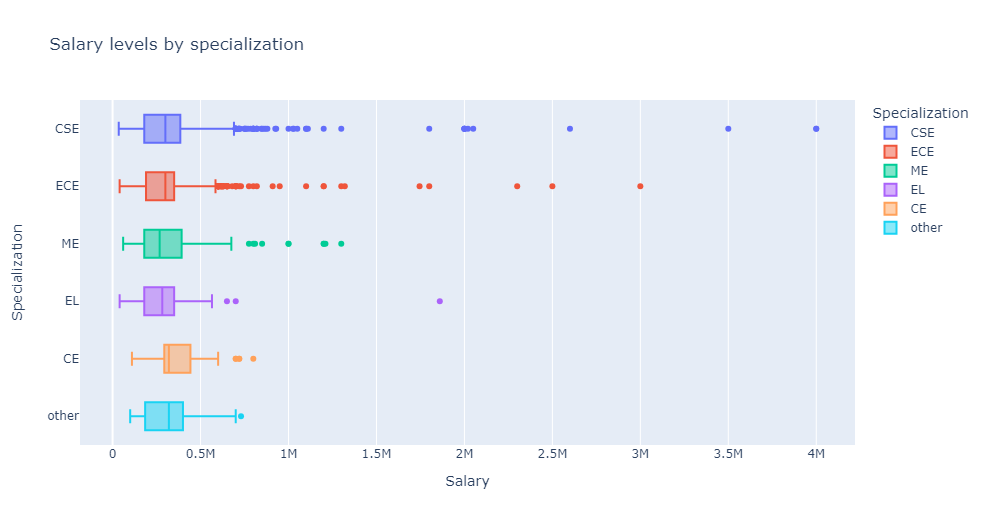 Salary levels by specialization
Specialization
CSE
ECE
ME
EL
CE
other
CSE
ECE
ME
EL
CE
other
0 0.5M 1M 1.5M 2M 2.5M 3M 3.5M 4M
Salary
Specialization